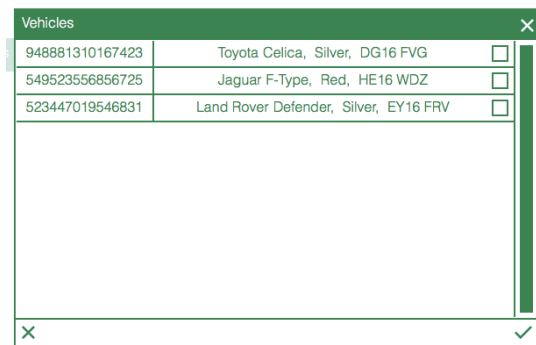 Vehicles
948881310167423 Toyota Celica, Silver, DG16 FVG
549523556856725 Jaguar F-Type, Red, HE16 WDZ
523447019546831 Land Rover Defender, Silver, EY16 FRV